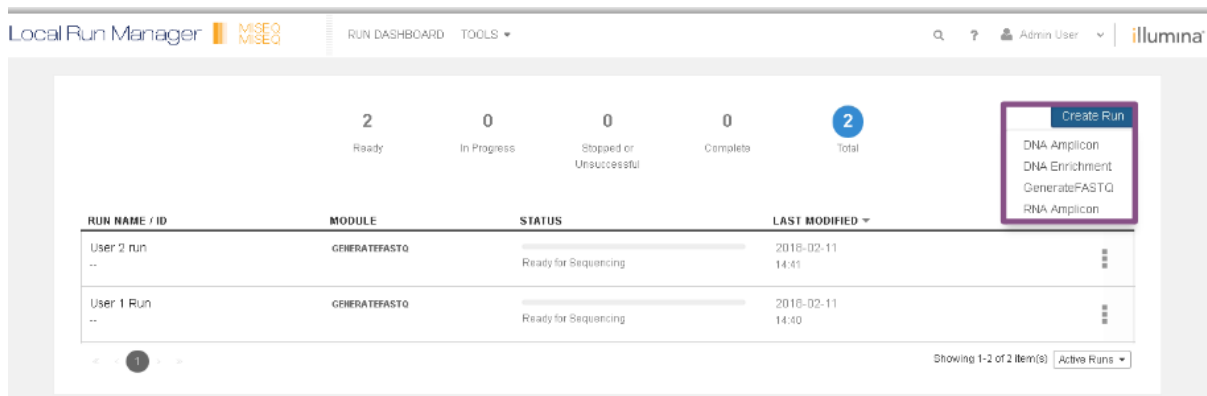 Local Run Manager MISEQ MISEQ RUN DASHBOARD TOOLS ? Admin User illumina
2 0 0 0 2 Create Run
Ready In Progress Stopped or Complete Total
Unsuccessful
DNA Amplicon
DNA Enrichment
GenerateFASTQ
RNA Amplicon
RUN NAME / ID MODULE STATUS LAST MODIFIED
User 2 run GENERATEFASTQ 2018-02-11
-- Ready for Sequencing 14:41
User 1 Run GENERATEFASTQ 2018-02-11
-- Ready for Sequencing 14:40
« < 1 > » Showing 1-2 of 2 item(s) Active Runs